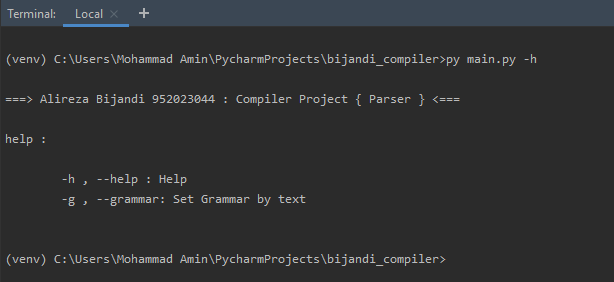 Terminal: Local × +
(venv) C:\Users\Mohammad Amin\PycharmProjects\bijandi_compiler>py main.py -h
===> Alireza Bijandi 952023044 : Compiler Project { Parser } <===
help :
-h , --help : Help
-g , --grammar: Set Grammar by text
(venv) C:\Users\Mohammad Amin\PycharmProjects\bijandi_compiler>